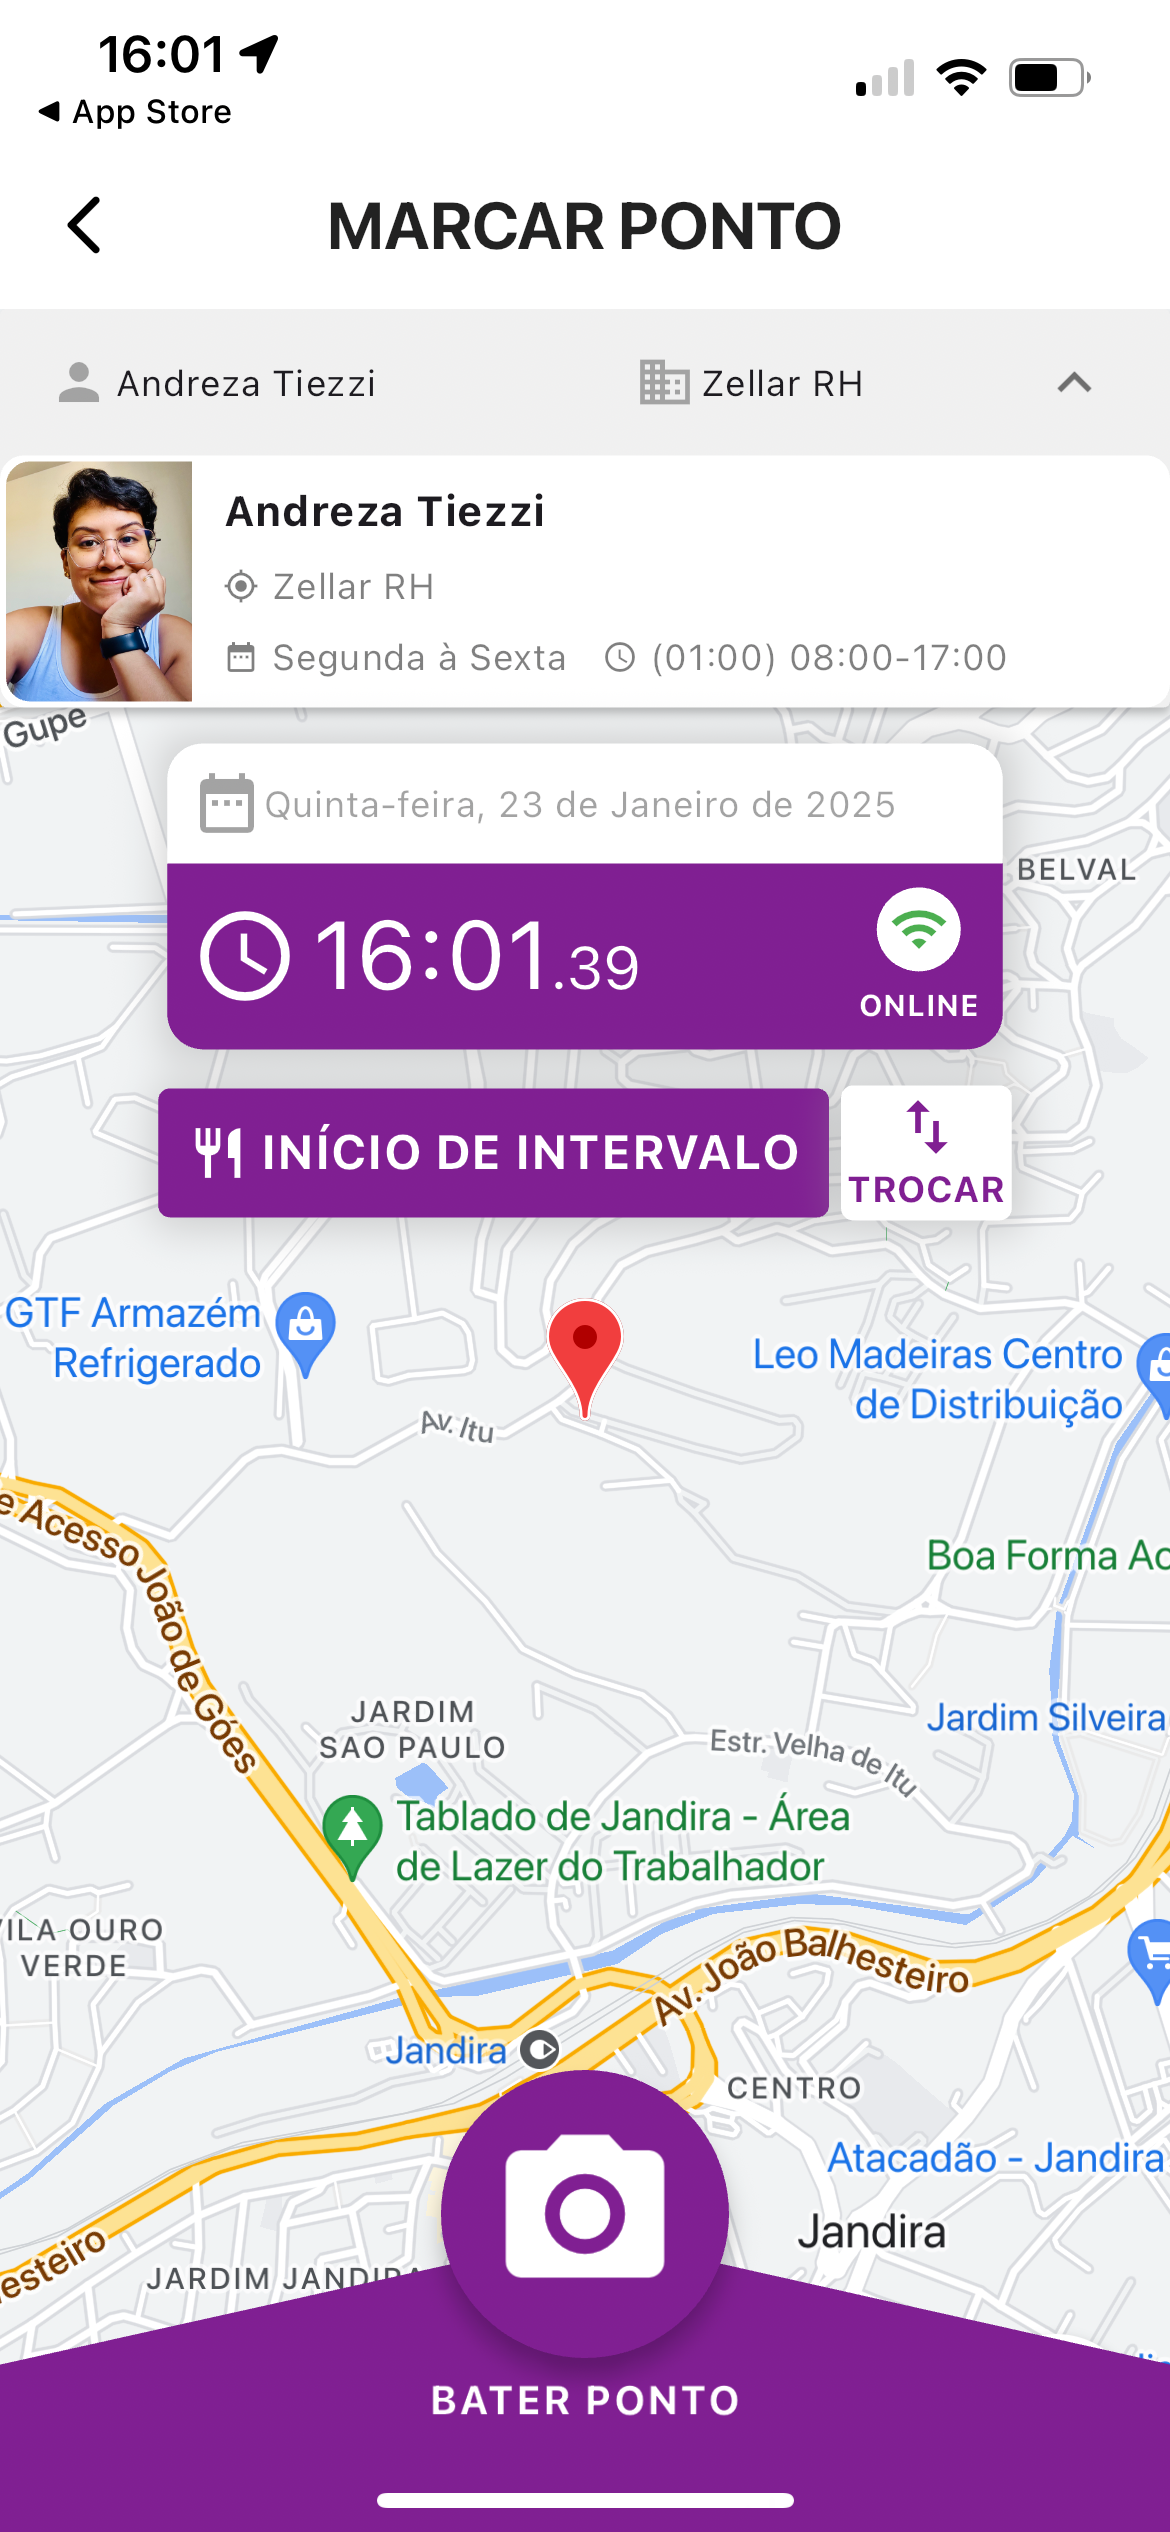 16:01
App Store
MARCAR PONTO
Andreza Tiezzi
Zellar RH
Andreza Tiezzi
Zellar RH
Segunda à Sexta
(01:00) 08:00-17:00
Gupe
Quinta-feira, 23 de Janeiro de 2025
BELVAL
16:01.39
ONLINE
INÍCIO DE INTERVALO
TROCAR
GTF Armazém
Refrigerado
Leo Madeiras Centro
de Distribuição
Av. Itu
e Acesso João de Góes
Boa Forma Ac
Jardim Silveira
JARDIM
SAO PAULO
Estr. Velha de Itu
Tablado de Jandira - Área
de Lazer do Trabalhador
VILA OURO
VERDE
Av. João Balhesteiro
Jandira
CENTRO
Atacadão - Jandira
Jandira
esteiro
JARDIM JANDIRA
BATER PONTO